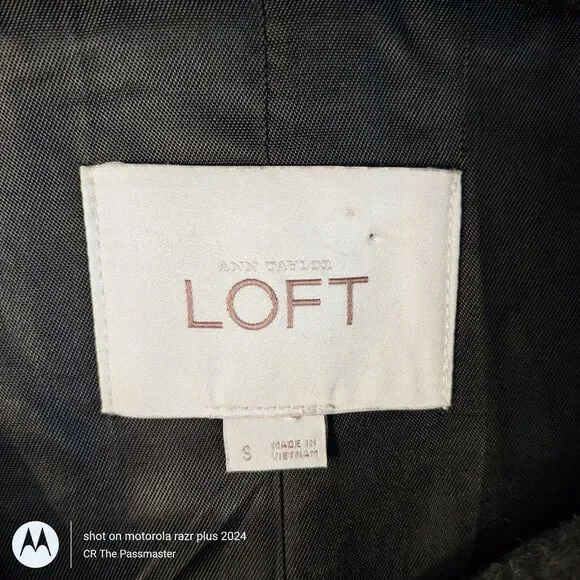 ANN TAYLOR
LOFT
S
MADE IN
VIETNAM
shot on motorola razr plus 2024
CR The Passmaster